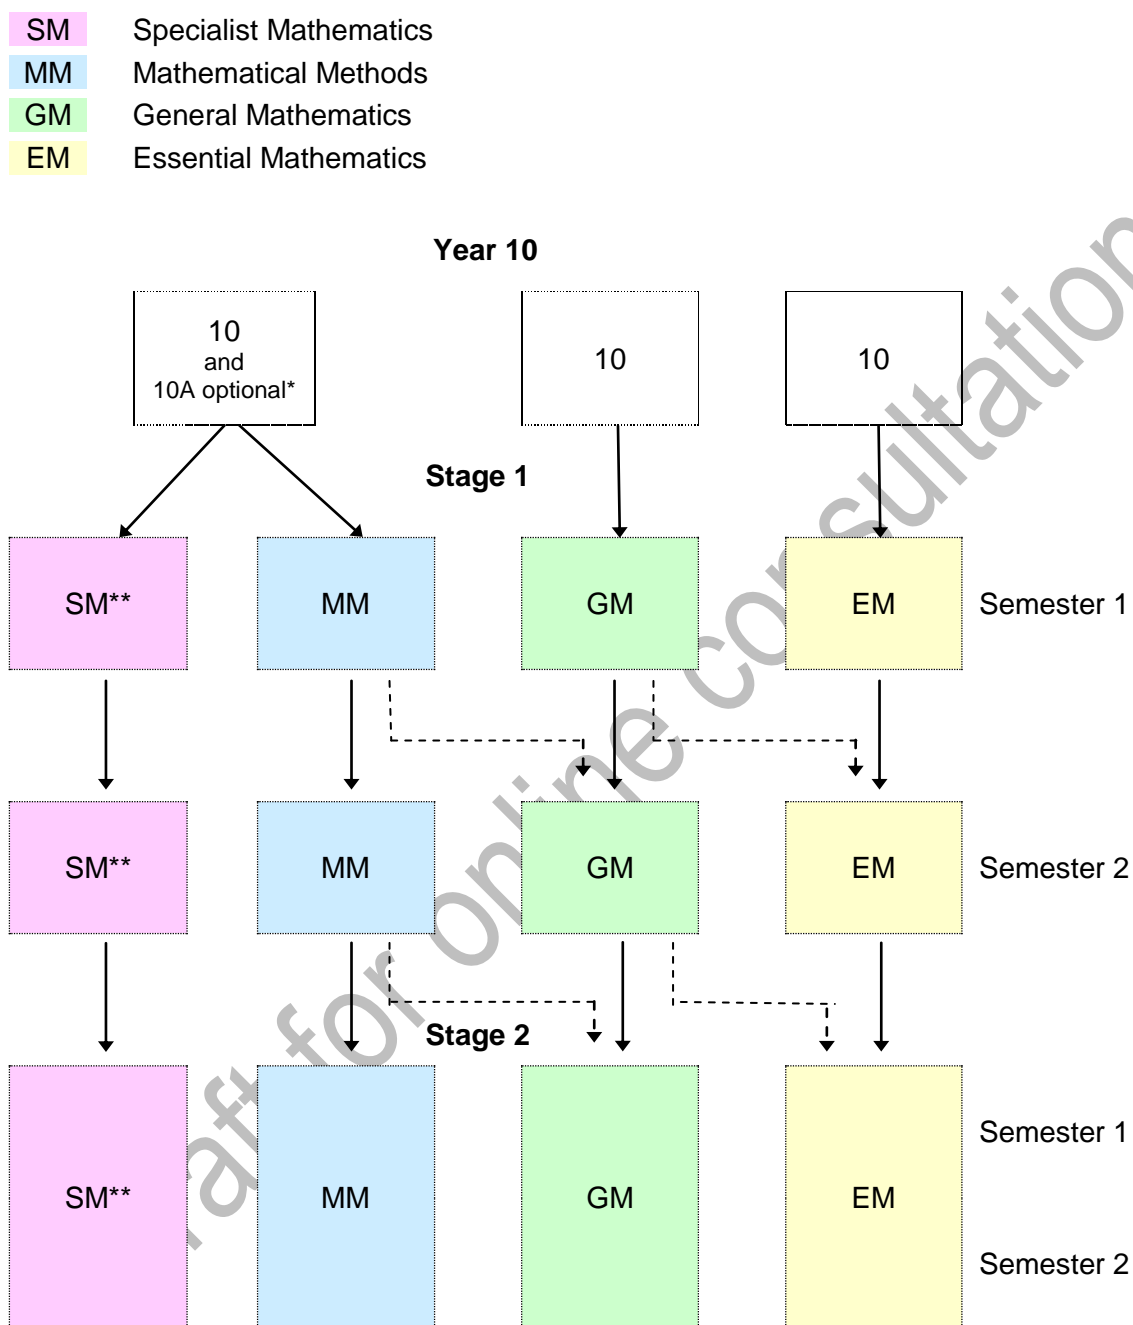 SM Specialist Mathematics
MM Mathematical Methods
GM General Mathematics
EM Essential Mathematics
Year 10
10
and
10A optional*
10
10
Stage 1
SM**
MM
GM
EM
Semester 1
SM**
MM
GM
EM
Semester 2
Stage 2
Semester 1
SM**
MM
GM
EM
Semester 2
for online consultation